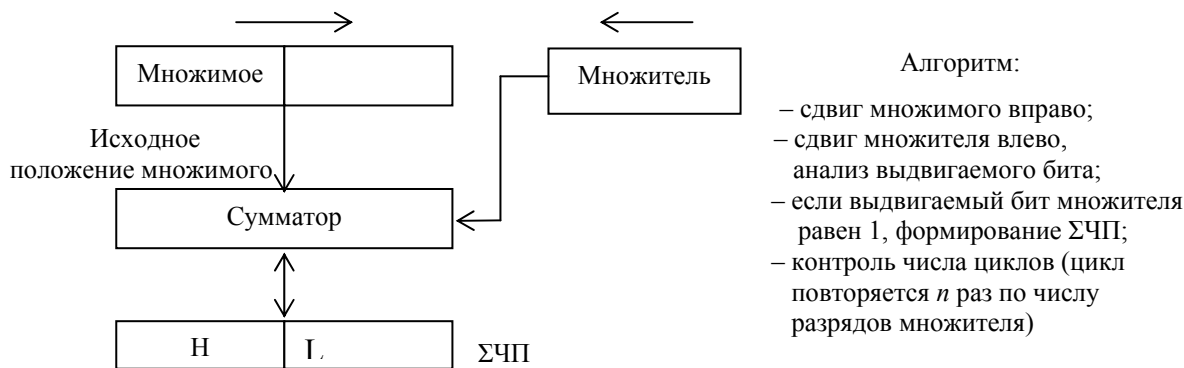 Множимое
Множитель
Исходное
положение множимого
Сумматор
H
L
ΣЧП
Алгоритм:
– сдвиг множимого вправо;
– сдвиг множителя влево,
анализ выдвигаемого бита;
– если выдвигаемый бит множителя
равен 1, формирование ΣЧП;
– контроль числа циклов (цикл
повторяется n раз по числу
разрядов множителя)